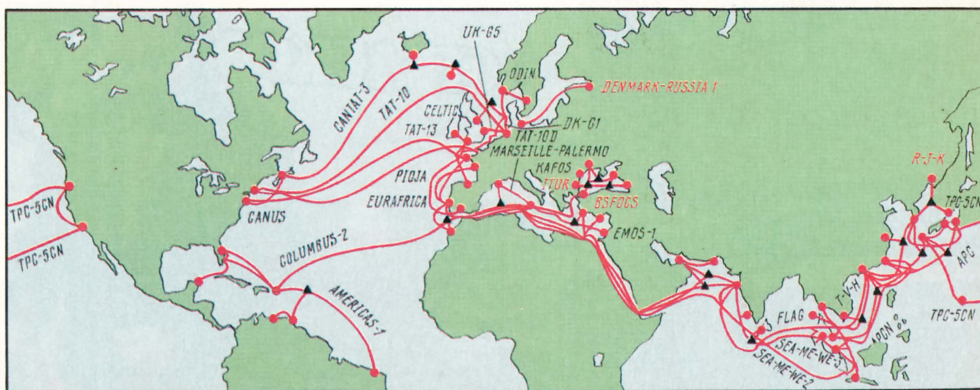 UK-G5
ODIN
DENMARK-RUSSIA 1
CANTAT-3
TAT-10
CELTIC
DK-G1
TAT-13
TAT-10D
MARSEILLE-PALERMO
KAFOS
R-J-K
PIOJA
ITUR
TPC-5CN
TPC-5CN
EURAFRICA
BSFOCS
CANUS
TPC-5CN
EMOS-1
APC
COLUMBUS-2
T-V-H
AMERICAS-1
FLAG
APCN
TPC-5CN
SEA-ME-WE-3
SEA-ME-WE-2